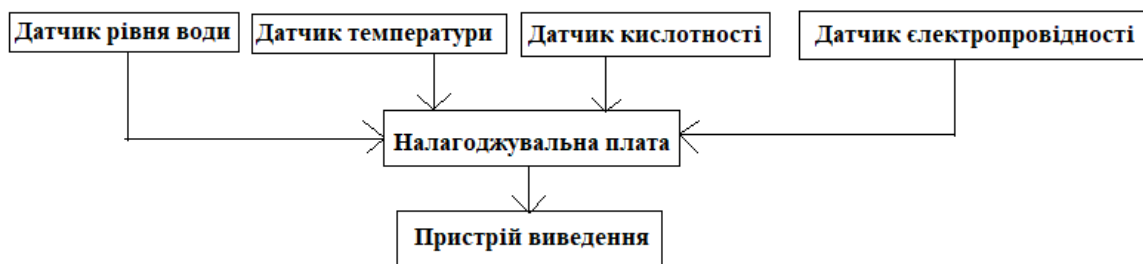 Датчик рівня води
Датчик температури
Датчик кислотності
Датчик єлектропровідності
Налагоджувальна плата
Пристрій виведення